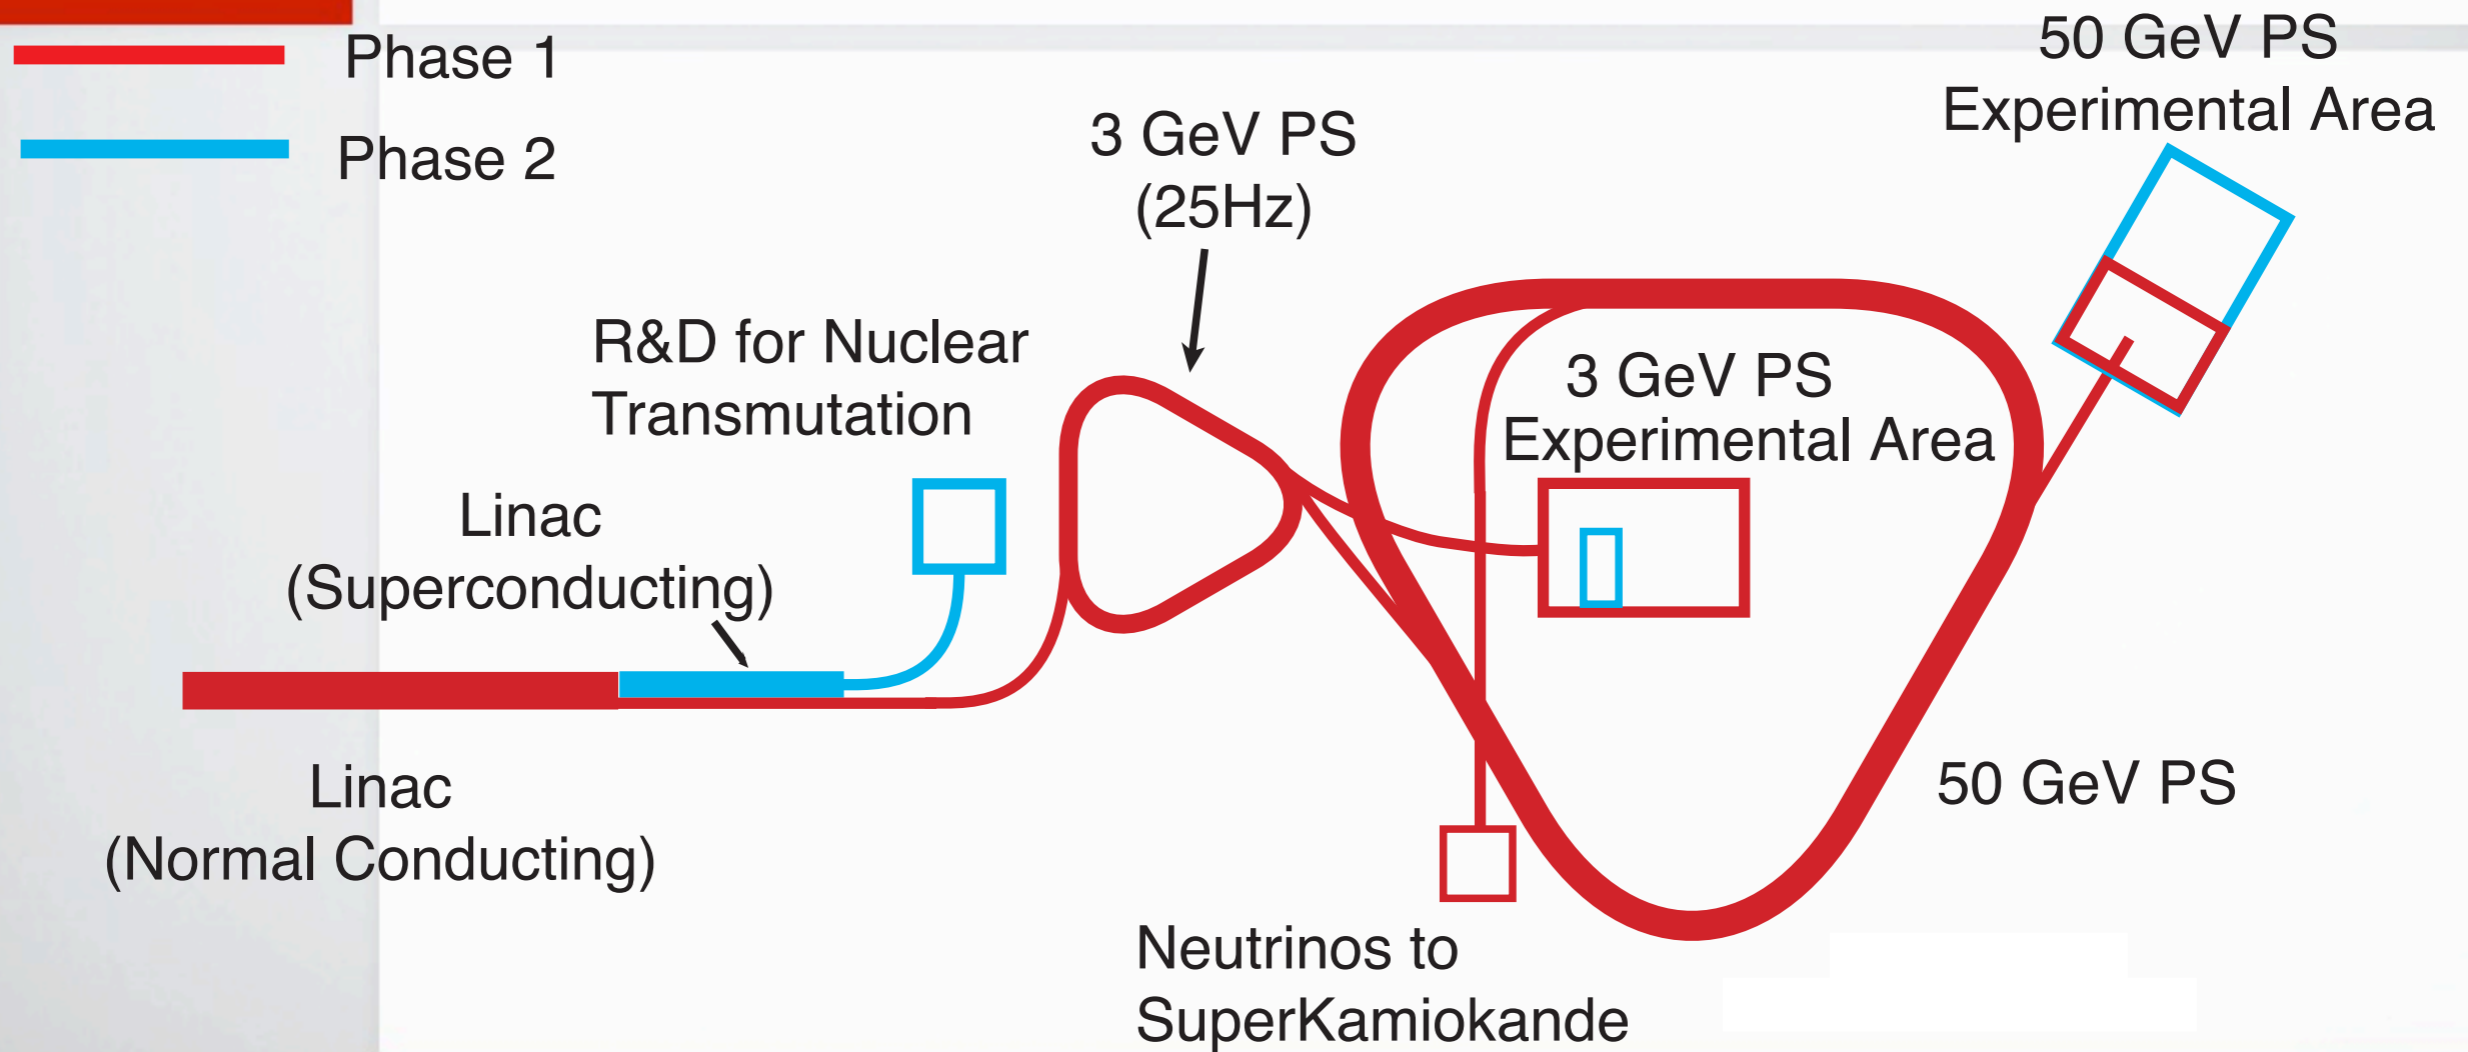 Phase 1
Phase 2
50 GeV PS
Experimental Area
3 GeV PS
(25Hz)
R&D for Nuclear
Transmutation
3 GeV PS
Experimental Area
Linac
(Superconducting)
Linac
(Normal Conducting)
50 GeV PS
Neutrinos to
SuperKamiokande